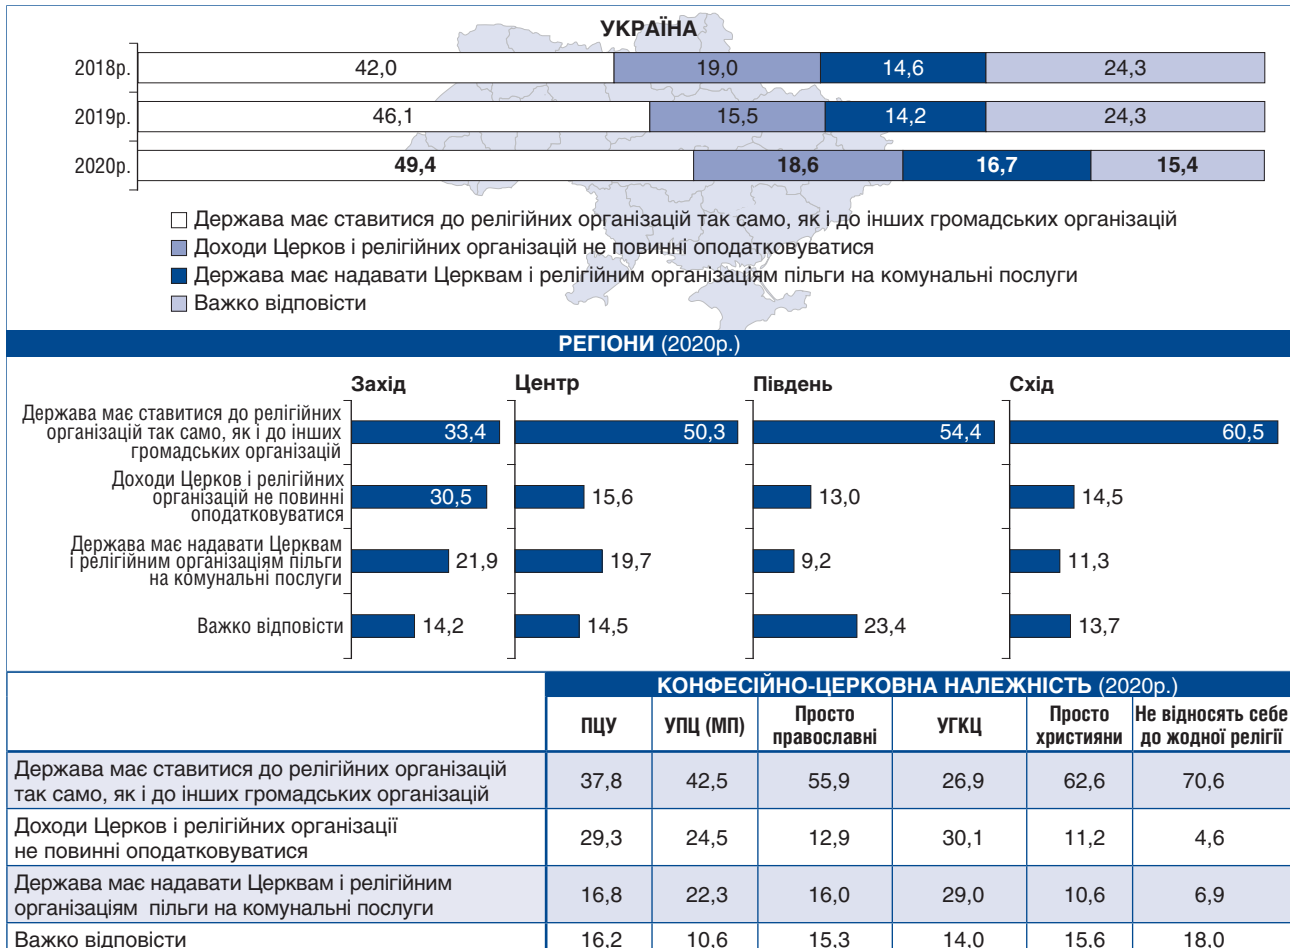 УКРАЇНА
2018р. 42,0 19,0 14,6 24,3
2019р. 46,1 15,5 14,2 24,3
2020р. 49,4 18,6 16,7 15,4
Держава має ставитися до релігійних організацій так само, як і до інших громадських організацій
Доходи Церков і релігійних організацій не повинні оподатковуватися
Держава має надавати Церквам і релігійним організаціям пільги на комунальні послуги
Важко відповісти
РЕГІОНИ (2020р.)
Захід Центр Південь Схід
Держава має ставитися до релігійних
організацій так само, як і до інших
громадських організацій
33,4 50,3 54,4 60,5
Доходи Церков і релігійних
організацій не повинні
оподатковуватися
30,5 15,6 13,0 14,5
Держава має надавати Церквам
і релігійним організаціям пільги
на комунальні послуги
21,9 19,7 9,2 11,3
Важко відповісти 14,2 14,5 23,4 13,7
КОНФЕСІЙНО-ЦЕРКОВНА НАЛЕЖНІСТЬ (2020р.)
ПЦУ УПЦ (МП) Просто православні УГКЦ Просто християни Не відносять себе до жодної релігії
Держава має ставитися до релігійних організацій
так само, як і до інших громадських організацій
37,8 42,5 55,9 26,9 62,6 70,6
Доходи Церков і релігійних організації
не повинні оподатковуватися
29,3 24,5 12,9 30,1 11,2 4,6
Держава має надавати Церквам і релігійним
організаціям пільги на комунальні послуги
16,8 22,3 16,0 29,0 10,6 6,9
Важко відповісти 16,2 10,6 15,3 14,0 15,6 18,0